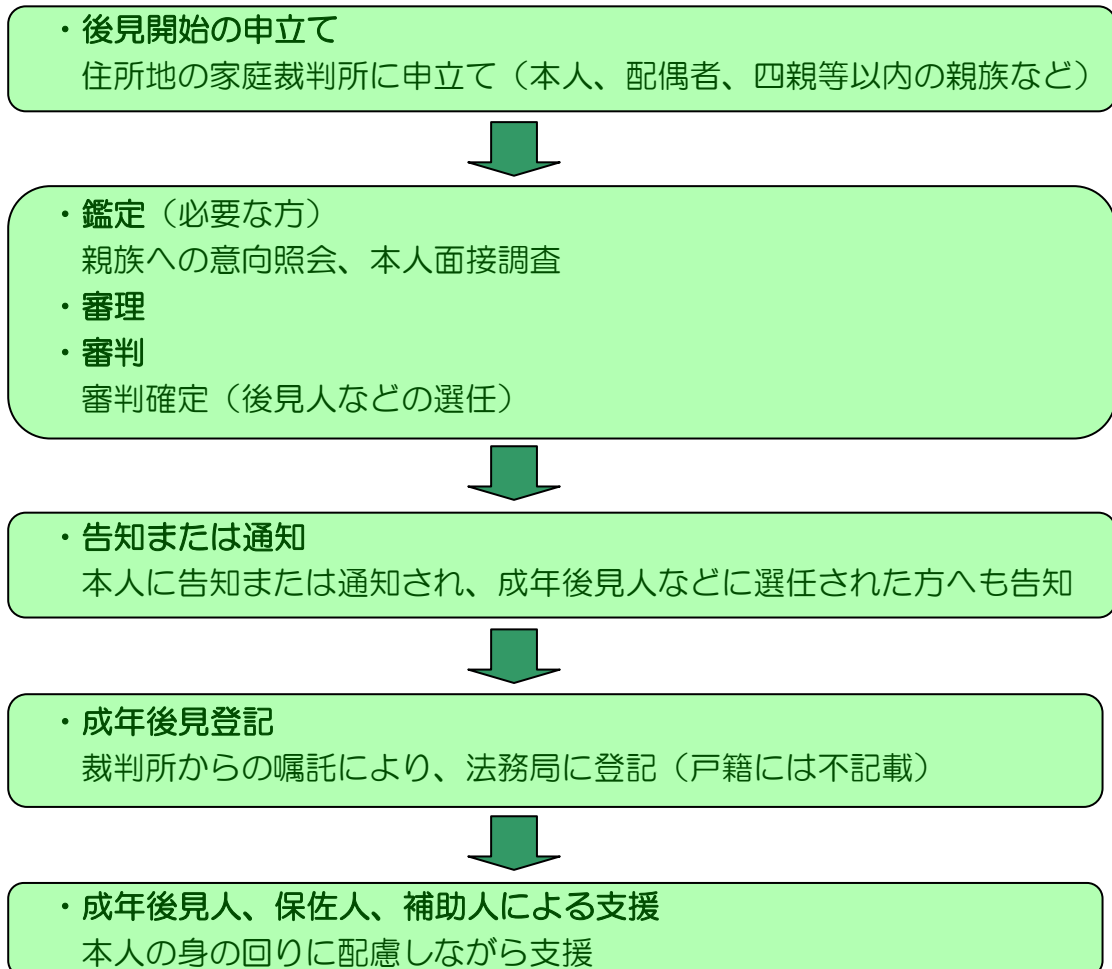 ・後見開始の申立て
住所地の家庭裁判所に申立て（本人、配偶者、四親等以内の親族など）
・鑑定（必要な方）
親族への意向照会、本人面接調査
・審理
・審判
審判確定（後見人などの選任）
・告知または通知
本人に告知または通知され、成年後見人などに選任された方へも告知
・成年後見登記
裁判所からの嘱託により、法務局に登記（戸籍には不記載）
・成年後見人、保佐人、補助人による支援
本人の身の回りに配慮しながら支援